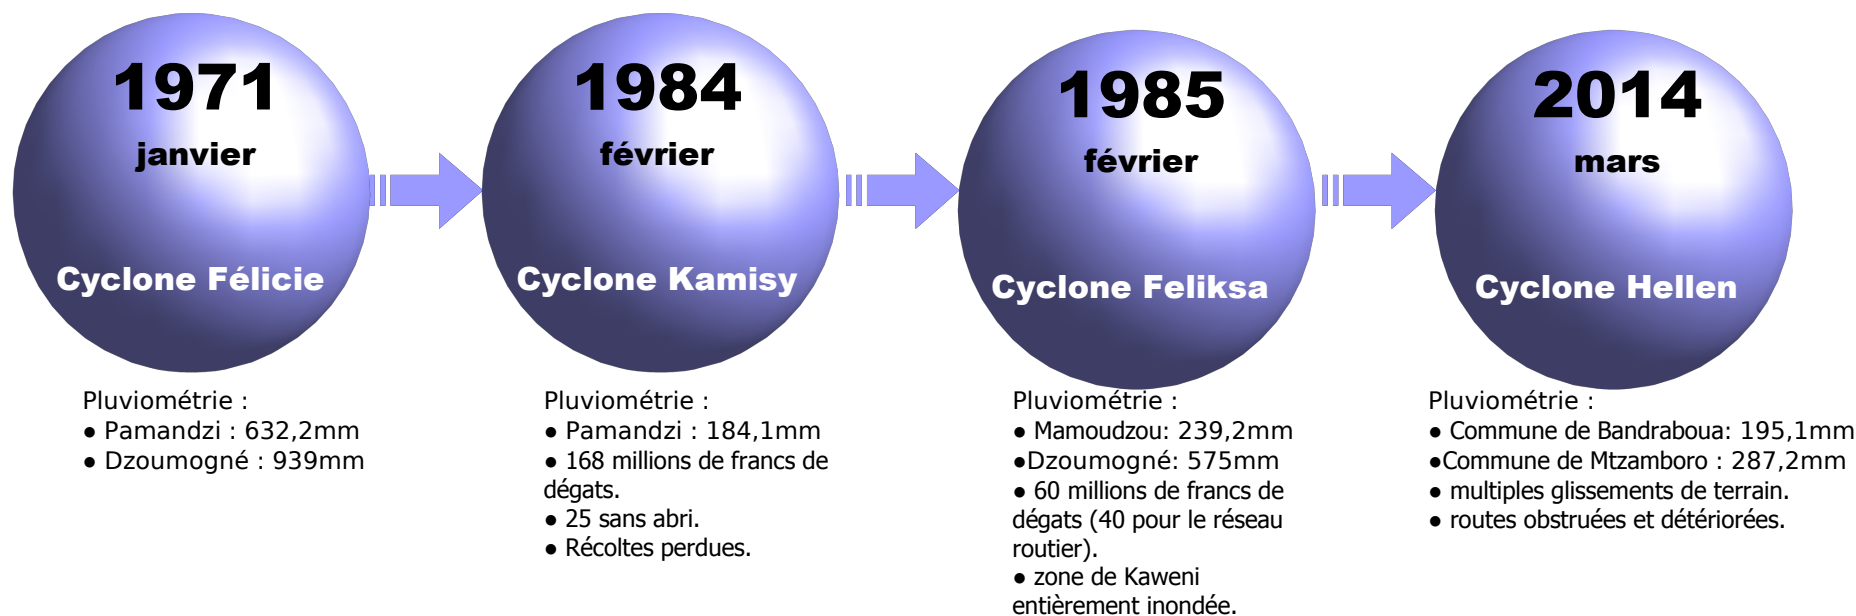 1971
janvier
Cyclone Félicie
Pluviométrie :
● Pamandzi : 632,2mm
● Dzoumogné : 939mm
1984
février
Cyclone Kamisy
Pluviométrie :
● Pamandzi : 184,1mm
● 168 millions de francs de
dégats.
● 25 sans abri.
● Récoltes perdues.
1985
février
Cyclone Feliksa
Pluviométrie :
● Mamoudzou: 239,2mm
●Dzoumogné: 575mm
● 60 millions de francs de
dégats (40 pour le réseau
routier).
● zone de Kaweni
entièrement inondée.
2014
mars
Cyclone Hellen
Pluviométrie :
● Commune de Bandraboua: 195,1mm
●Commune de Mtzamboro : 287,2mm
● multiples glissements de terrain.
● routes obstruées et détériorées.